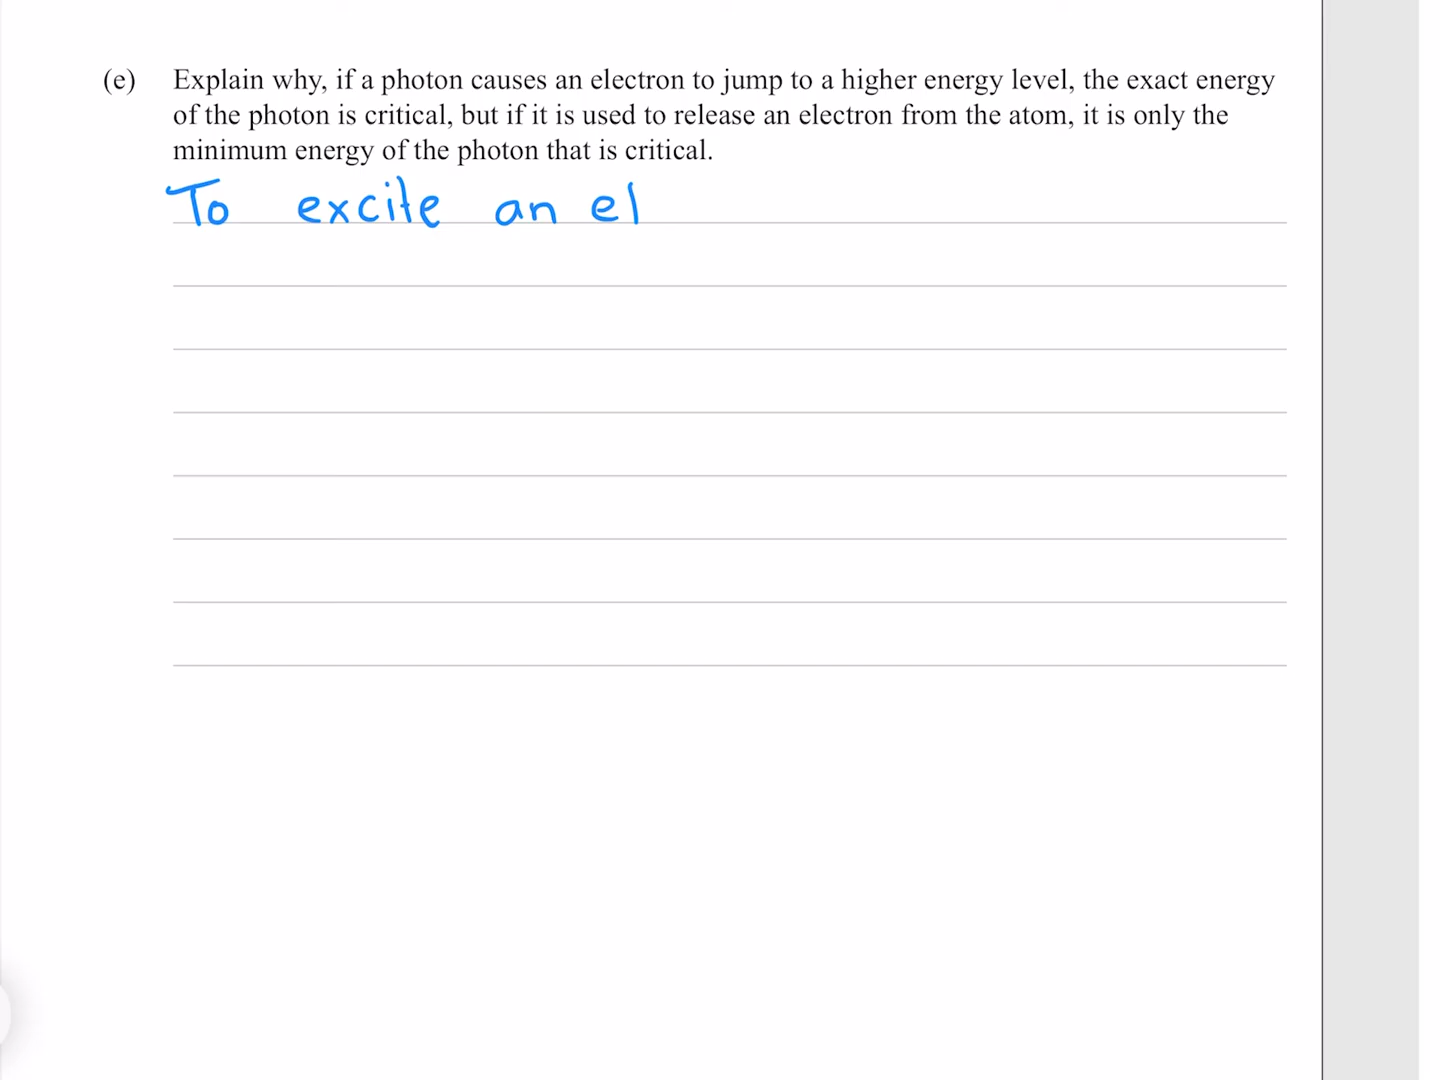 (e) Explain why, if a photon causes an electron to jump to a higher energy level, the exact energy
of the photon is critical, but if it is used to release an electron from the atom, it is only the
minimum energy of the photon that is critical.
To excite an el